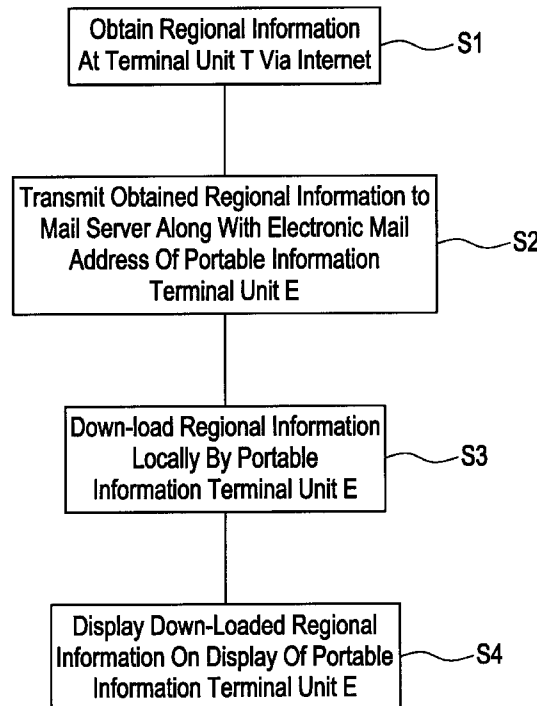 Obtain Regional Information
At Terminal Unit T Via Internet
S1
Transmit Obtained Regional Information to
Mail Server Along With Electronic Mail
Address Of Portable Information
Terminal Unit E
S2
Down-load Regional Information
Locally By Portable
Information Terminal Unit E
S3
Display Down-Loaded Regional
Information On Display Of Portable
Information Terminal Unit E
S4